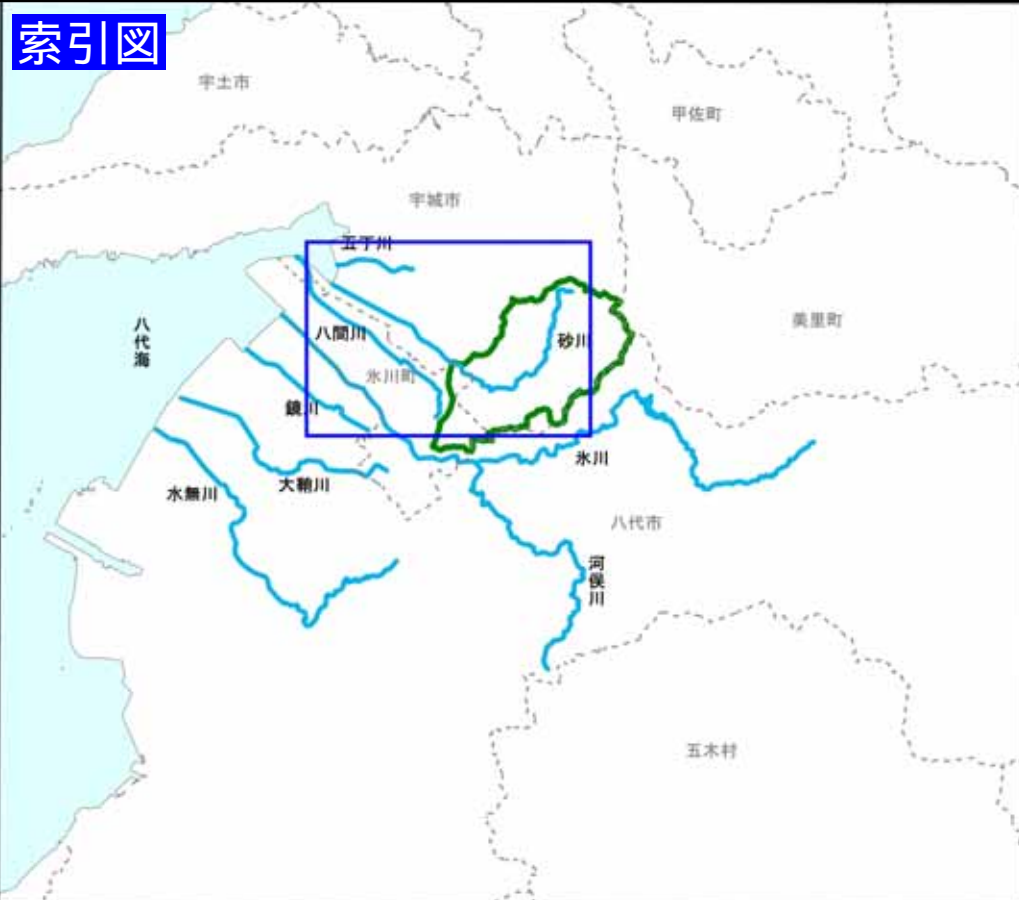 索引図
宇土市
甲佐町
宇城市
五丁川
美里町
八代海
八間川
砂川
氷川町
鏡川
氷川
大鞘川
水無川
八代市
河俣川
五木村